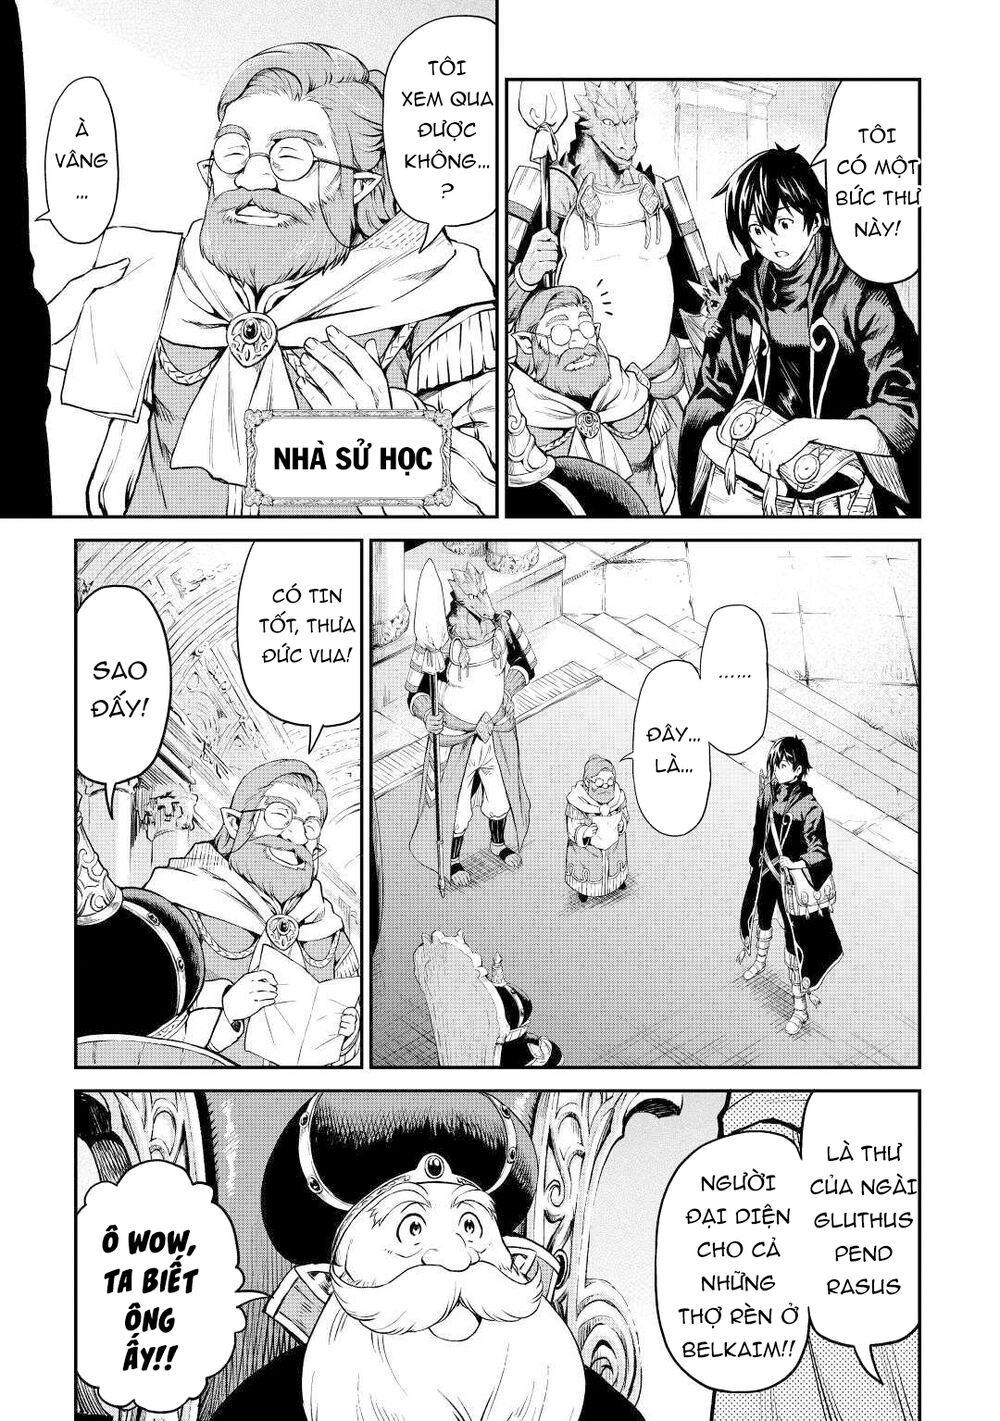 TÔI
CÓ MỘT
BỨC THƯ
NÀY!
TÔI
XEM QUA
ĐƯỢC
KHÔNG...
?
À
VÂNG
...
NHÀ SỬ HỌC
......
ĐÂY...
LÀ...
CÓ TIN
TỐT, THƯA
ĐỨC VUA!
SAO
ĐẤY!
LÀ THƯ
CỦA NGÀI
GLUTHUS
PEND
RASUS
NGƯỜI
ĐẠI DIỆN
CHO CẢ
NHỮNG
THỢ RÈN Ở
BELKAIM!!
Ô WOW,
TA BIẾT
ÔNG
ẤY!!